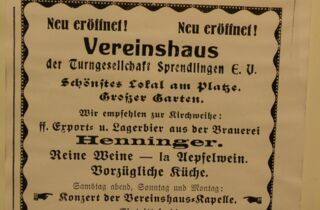 Neu eröffnet! Neu eröffnet!
Vereinshaus
der Turngesellschaft Sprendlingen E. V.
Schönstes Lokal am Platze.
Großer Garten.
Wir empfehlen zur Kirchweihe:
ff. Export- u. Lagerbier aus der Brauerei
Henninger.
Reine Weine — Ia Aepfelwein.
Vorzügliche Küche.
Samstag abend, Sonntag und Montag:
Konzert der Vereinshaus-Kapelle.